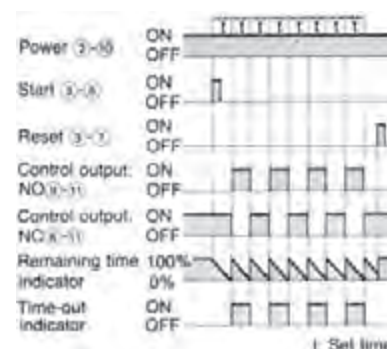 t t t t t t t t
Power ②-⑩ ON
OFF
Start ③-⑥ ON
OFF
Reset ③-⑦ ON
OFF
Control output: ON
NO⑨-⑪ OFF
Control output: ON
NC⑧-⑪ OFF
Remaining time 100%
indicator 0%
Time-out ON
indicator OFF
t: Set time